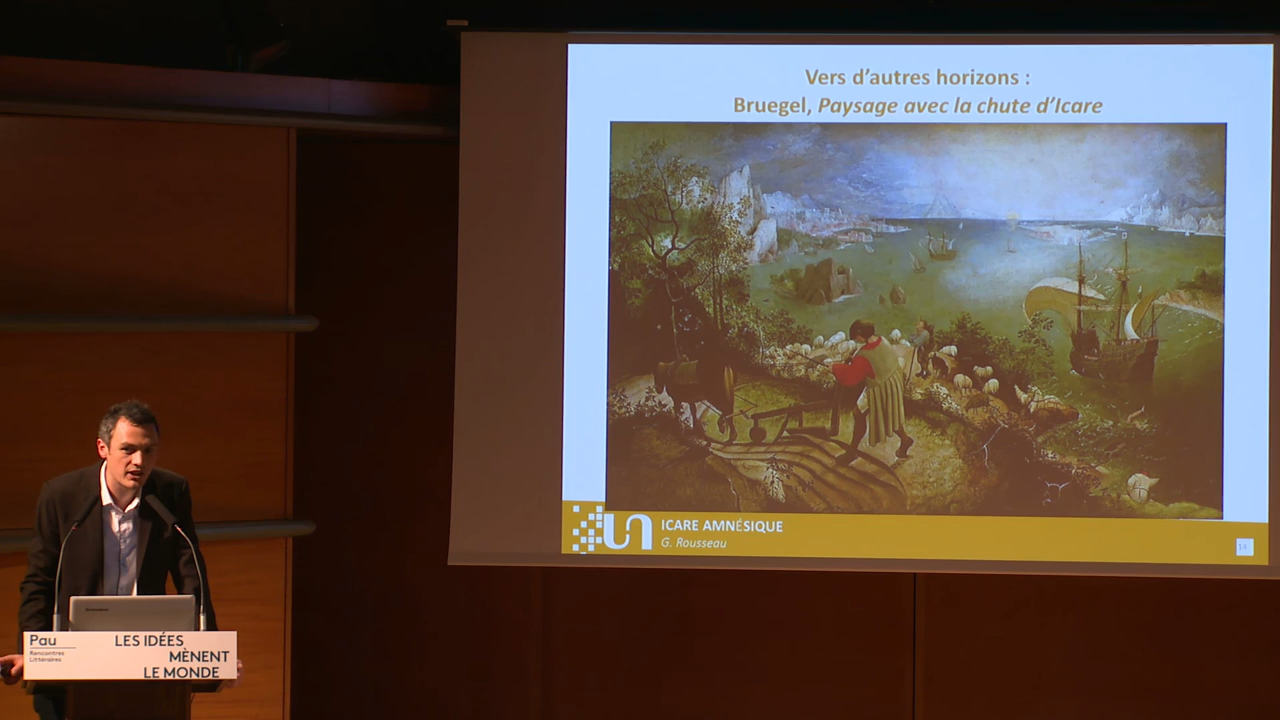 Vers d'autres horizons :
Bruegel, Paysage avec la chute d'Icare
ICARE AMNÉSIQUE
G. Rousseau
14
Pau
Rencontres
Littéraires
LES IDÉES
MÈNENT
LE MONDE